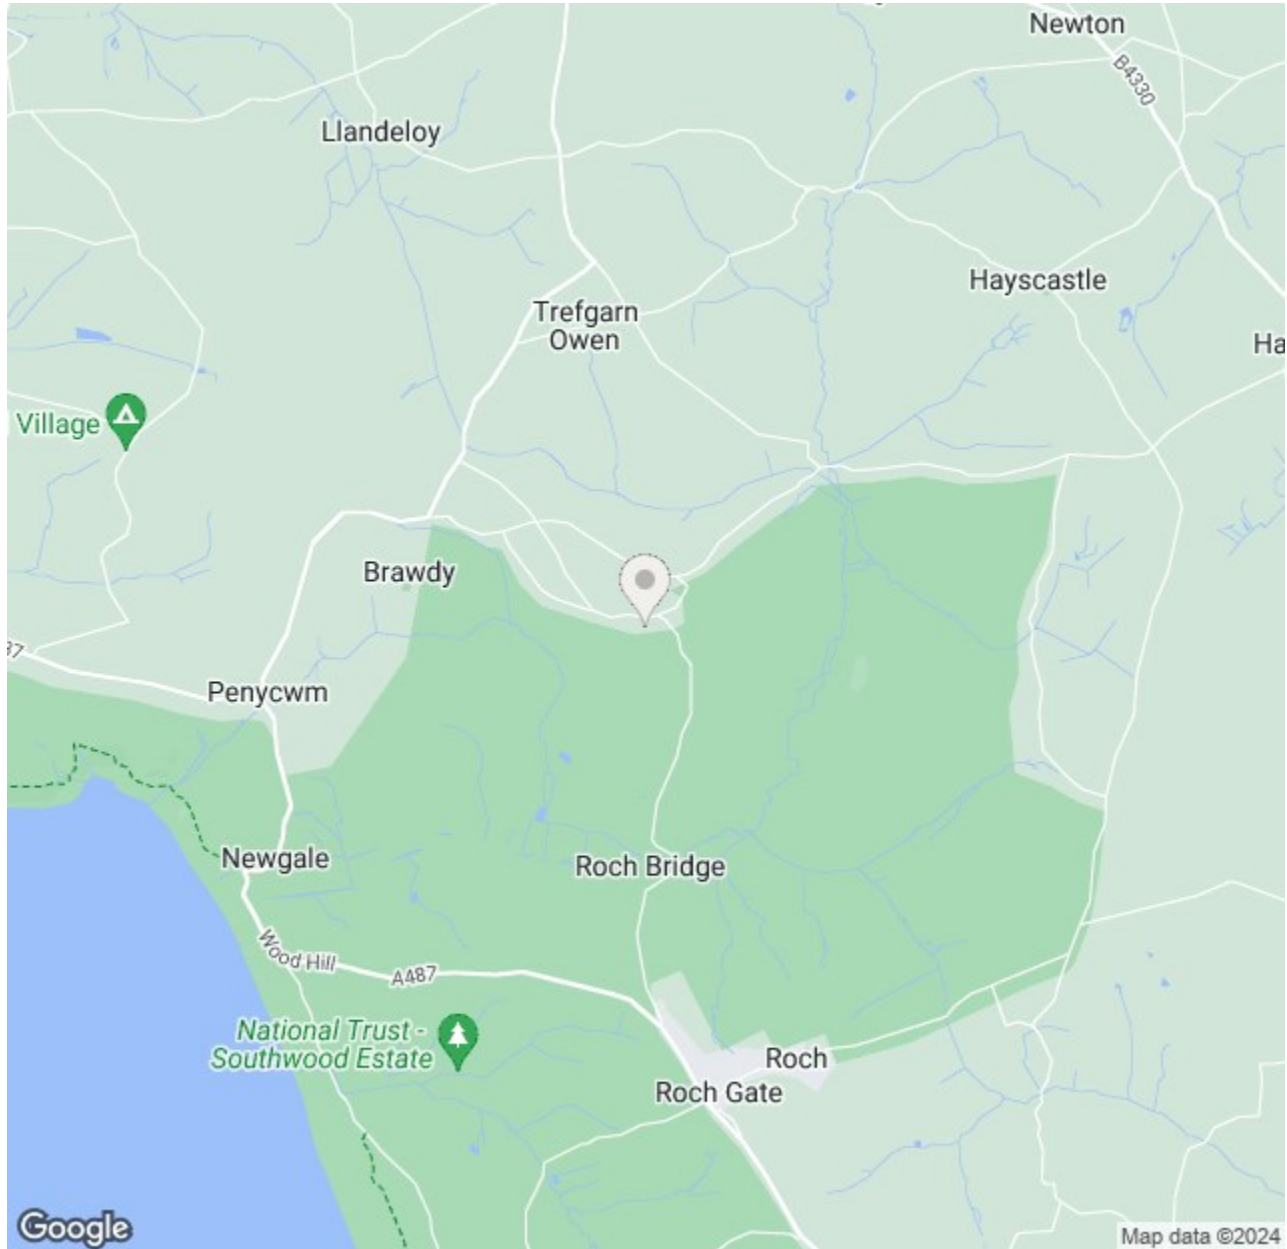 Newton
B4330
Llandeloy
Hayscastle
Trefgarn
Owen
Ha
Village
Brawdy
37
Penycwm
Newgale
Roch Bridge
Wood Hill
A487
National Trust -
Southwood Estate
Roch
Roch Gate
Google
Map data ©2024